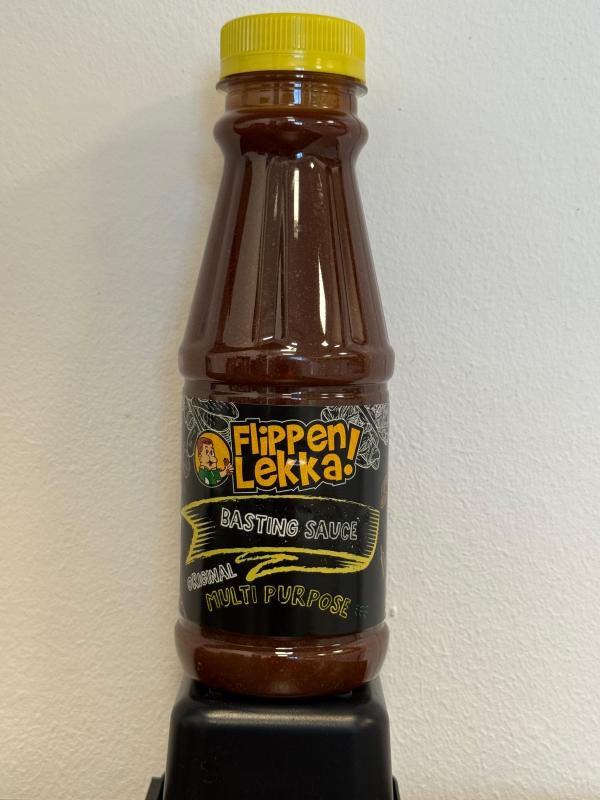 Flippen
Lekka!
BASTING SAUCE
ORIGINAL
MULTI PURPOSE